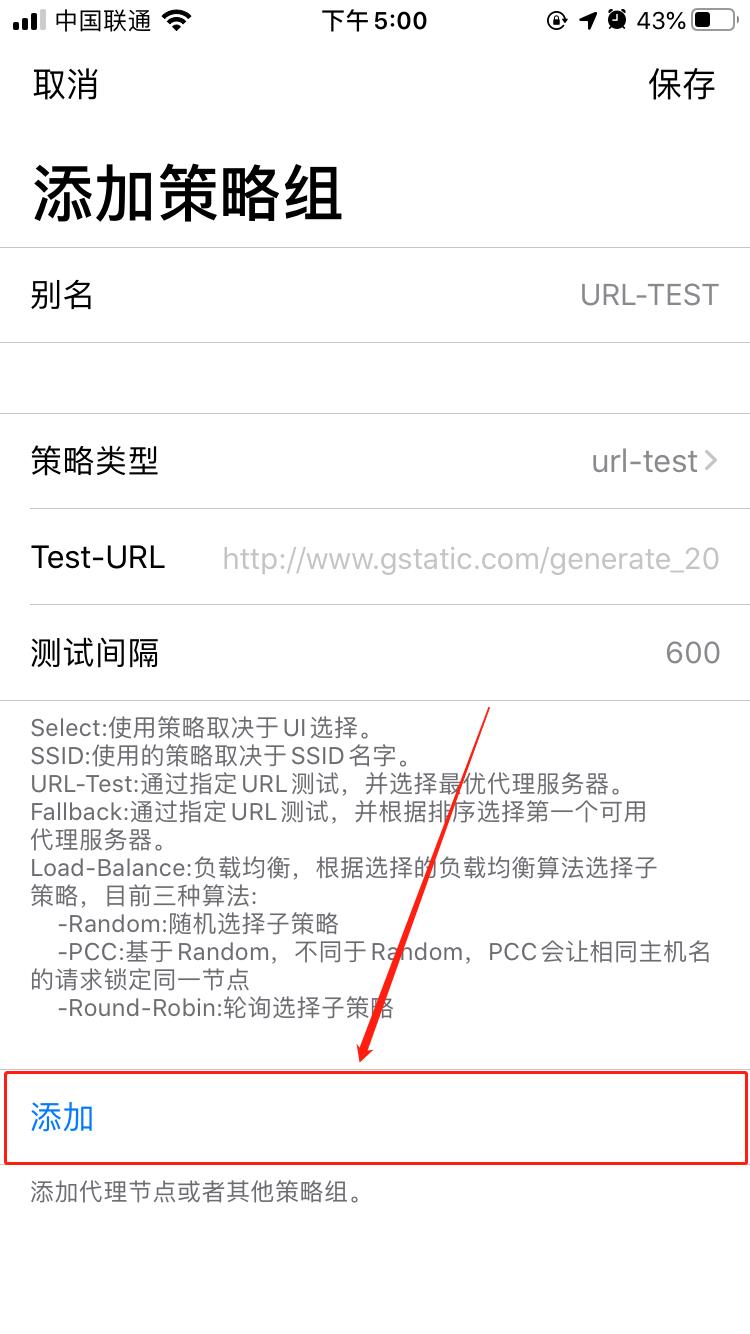 中国联通 下午5:00 43%
取消 保存
添加策略组
别名 URL-TEST
策略类型 url-test
Test-URL http://www.gstatic.com/generate_20
测试间隔 600
Select:使用策略取决于UI选择。
SSID:使用的策略取决于SSID名字。
URL-Test:通过指定URL测试，并选择最优代理服务器。
Fallback:通过指定URL测试，并根据排序选择第一个可用
代理服务器。
Load-Balance:负载均衡，根据选择的负载均衡算法选择子
策略，目前三种算法:
-Random:随机选择子策略
-PCC:基于Random，不同于Random，PCC会让相同主机名
的请求锁定同一节点
-Round-Robin:轮询选择子策略
添加
添加代理节点或者其他策略组。